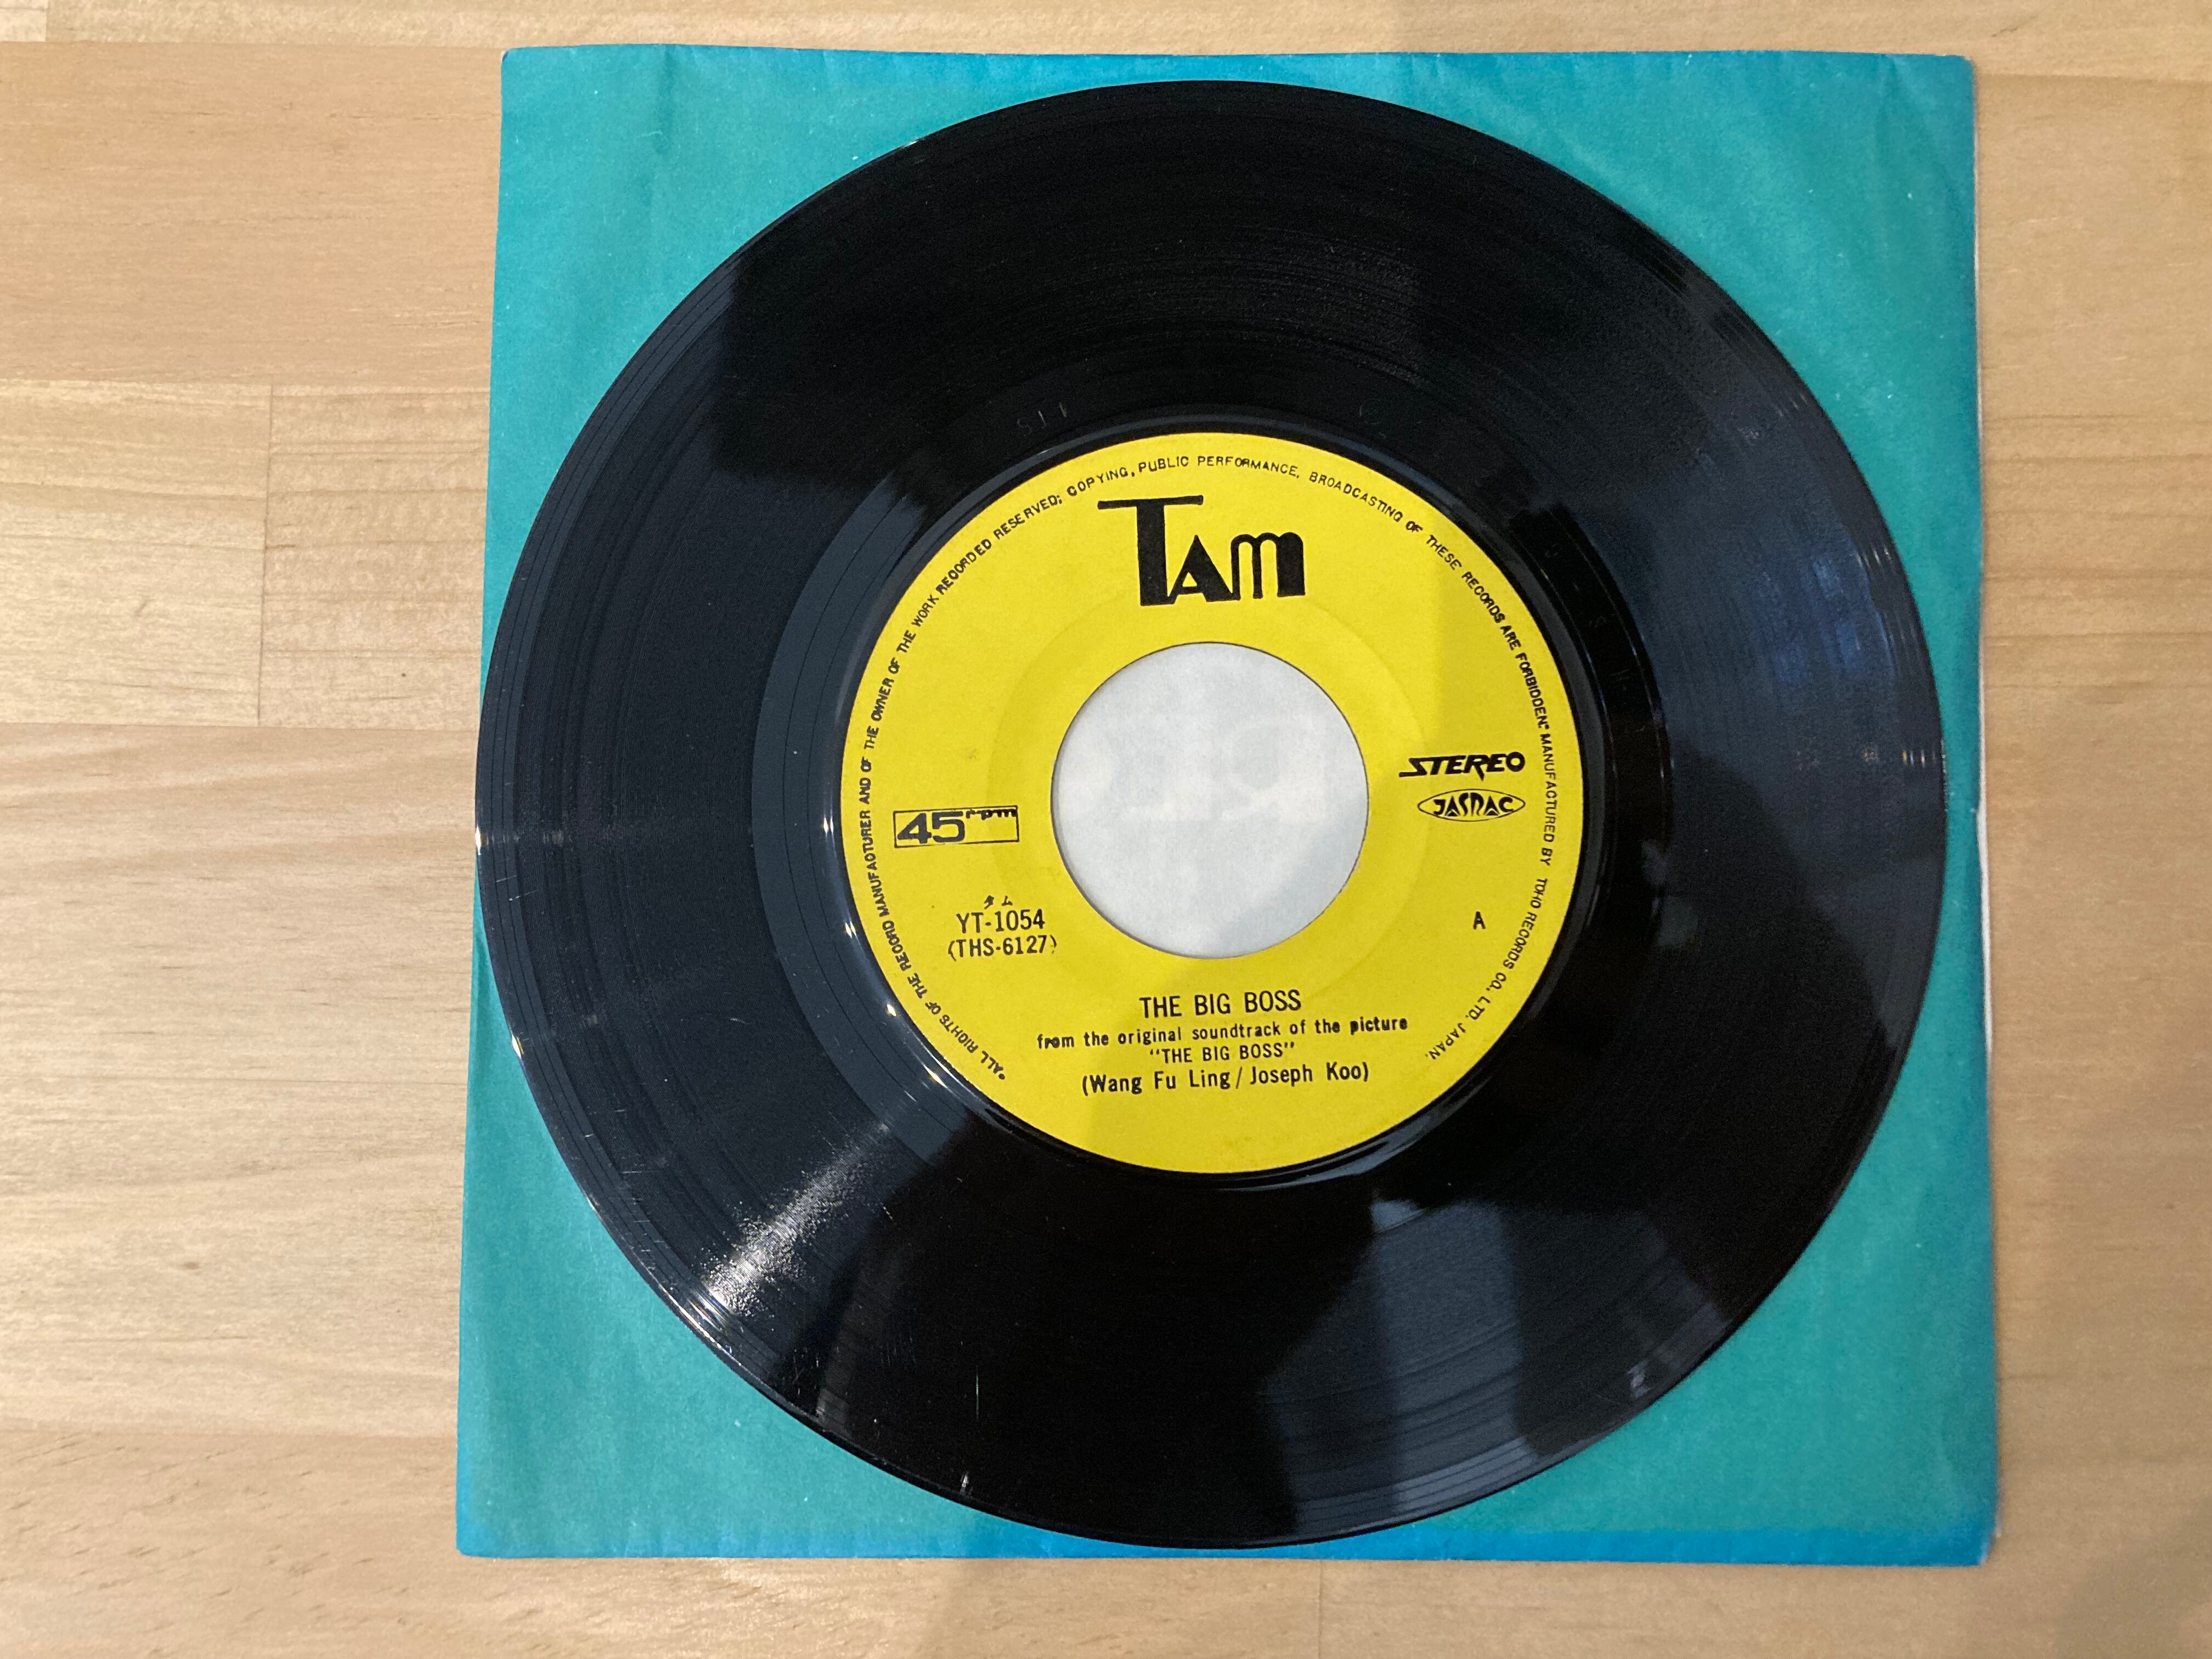 "ALL RIGHTS OF THE RECORD MANUFACTURER AND OF THE OWNER OF THE WORK RECORDED RESERVED; COPYING, PUBLIC PERFORMANCE, BROADCASTING OF THESE RECORDS ARE FORBIDDEN." MANUFACTURED BY TOHO RECORDS CO., LTD. JAPAN.
TAM
STEREO
JASRAC
45rpm
タム
YT-1054
(THS-6127)
A
THE BIG BOSS
from the original soundtrack of the picture
"THE BIG BOSS"
(Wang Fu Ling/Joseph Koo)